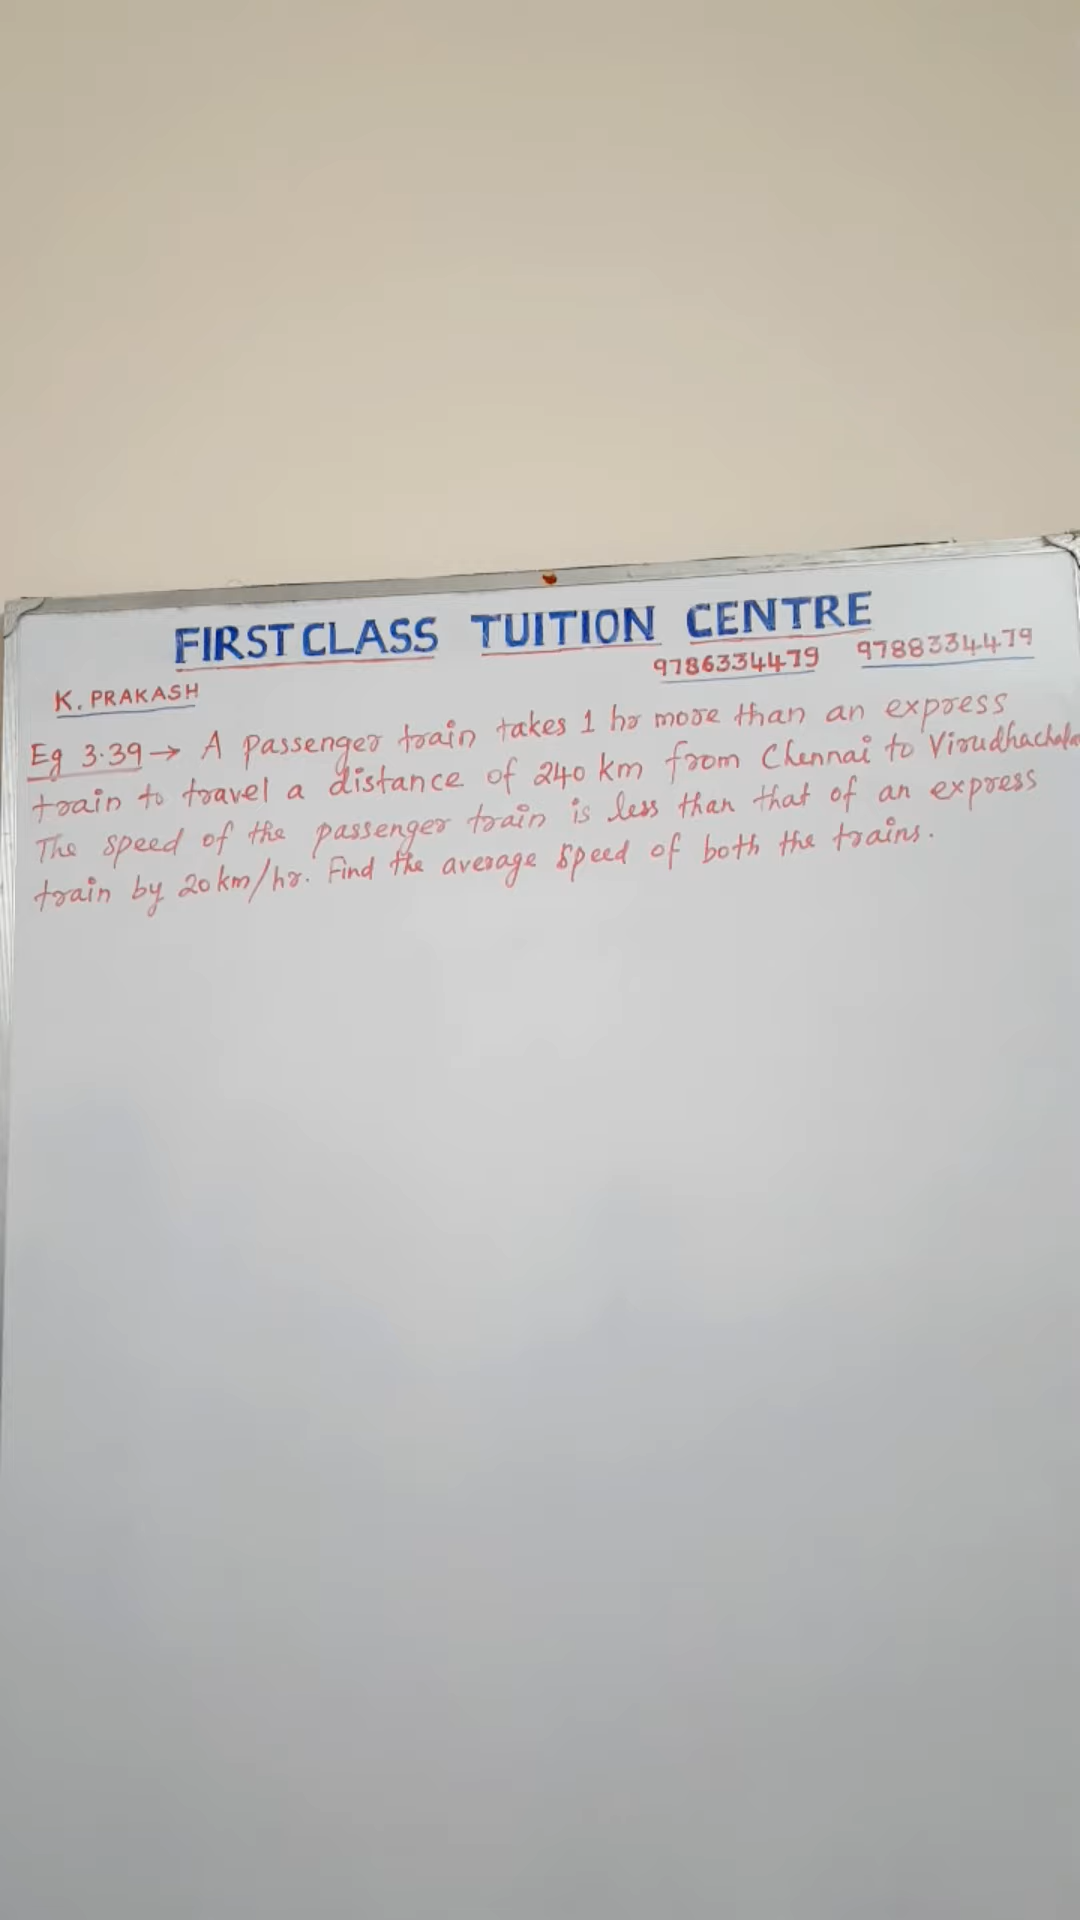 FIRST CLASS TUITION CENTRE
9786334479 9788334479
K. PRAKASH
Eg 3.39 → A passenger train takes 1 hr more than an express
train to travel a distance of 240 km from Chennai to
The speed of the passenger train is less than that of an express
train by 20 km/hr. Find the average speed of both the trains.